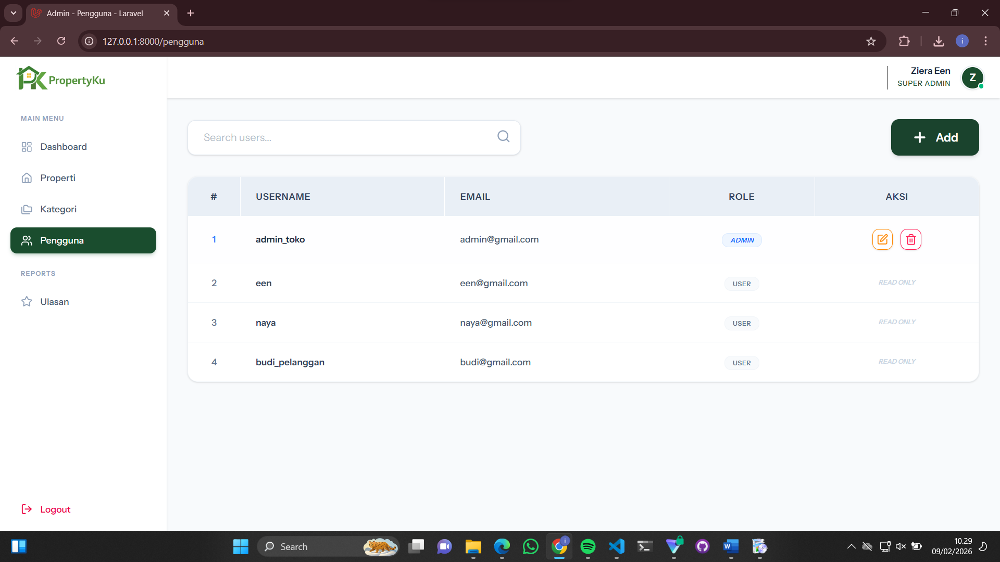 Admin - Pengguna - Laravel
127.0.0.1:8000/pengguna
i
PK PropertyKu
Ziera Een
SUPER ADMIN
Z
MAIN MENU
Dashboard
Properti
Kategori
Pengguna
REPORTS
Ulasan
Logout
Search users...
+ Add
# USERNAME EMAIL ROLE AKSI
1 admin_toko admin@gmail.com ADMIN
2 een een@gmail.com USER READ ONLY
3 naya naya@gmail.com USER READ ONLY
4 budi_pelanggan budi@gmail.com USER READ ONLY
Search
10.29
09/02/2026